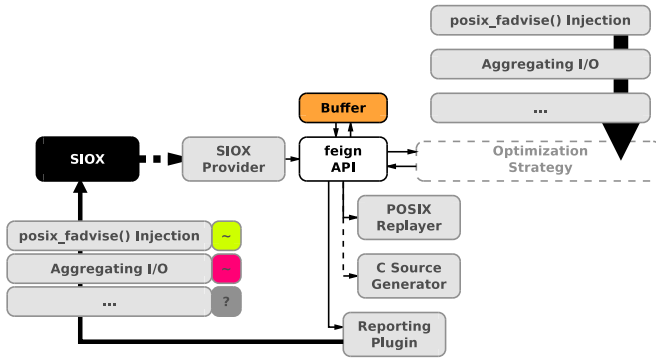 posix_fadvise() Injection
Aggregating I/O
...
Buffer
SIOX
SIOX
Provider
feign
API
Optimization
Strategy
posix_fadvise() Injection ~
Aggregating I/O ~
... ?
POSIX
Replayer
C Source
Generator
Reporting
Plugin